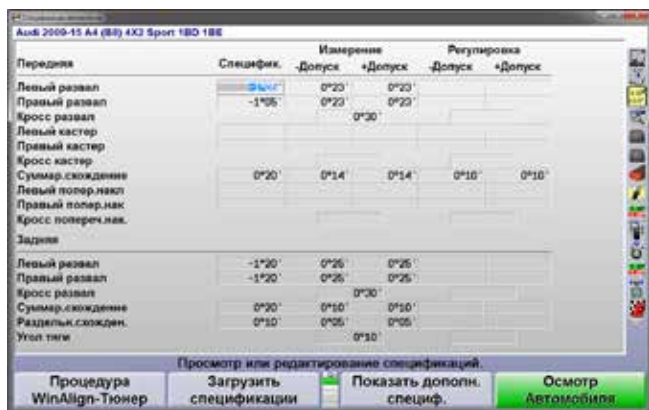 Audi 2009-15 A4 (B8) 4X2 Sport 1BD 1BE
Измерение Регулировка
Передняя Специфик. -Допуск +Допуск -Допуск +Допуск
Левый развал 0°23' 0°23'
Правый развал -1°05' 0°23' 0°23'
Кросс развал 0°30'
Левый кастер
Правый кастер
Кросс кастер
Суммар.схождение 0°20' 0°14' 0°14' 0°10' 0°10'
Левый попер.накл
Правый попер.нак
Кросс попереч.нак.
Задняя
Левый развал -1°20' 0°25' 0°25'
Правый развал -1°20' 0°25' 0°25'
Кросс развал 0°30'
Суммар.схождение 0°20' 0°10' 0°10'
Раздельн.схожден. 0°10' 0°05' 0°05'
Угол тяги 0°10'
Просмотр или редактирование спецификаций.
Процедура WinAlign-Тюнер
Загрузить спецификации
Показать дополн. специф.
Осмотр Автомобиля